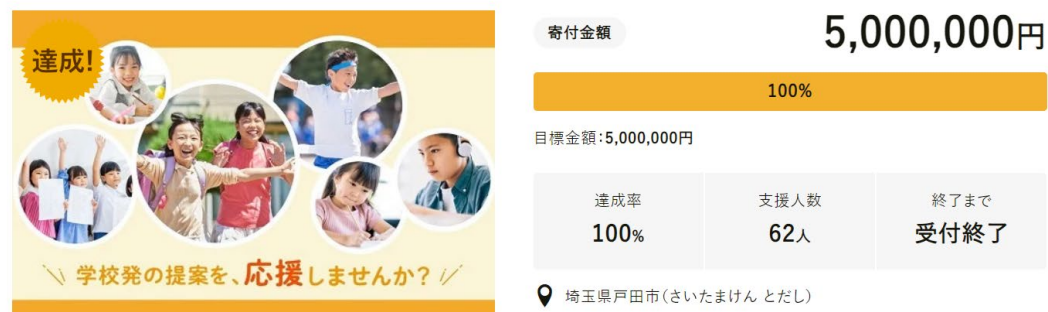 達成!
学校発の提案を、応援しませんか?
寄付金額
5,000,000円
100%
目標金額:5,000,000円
達成率
100%
支援人数
62人
終了まで
受付終了
埼玉県戸田市(さいたまけん とだし)